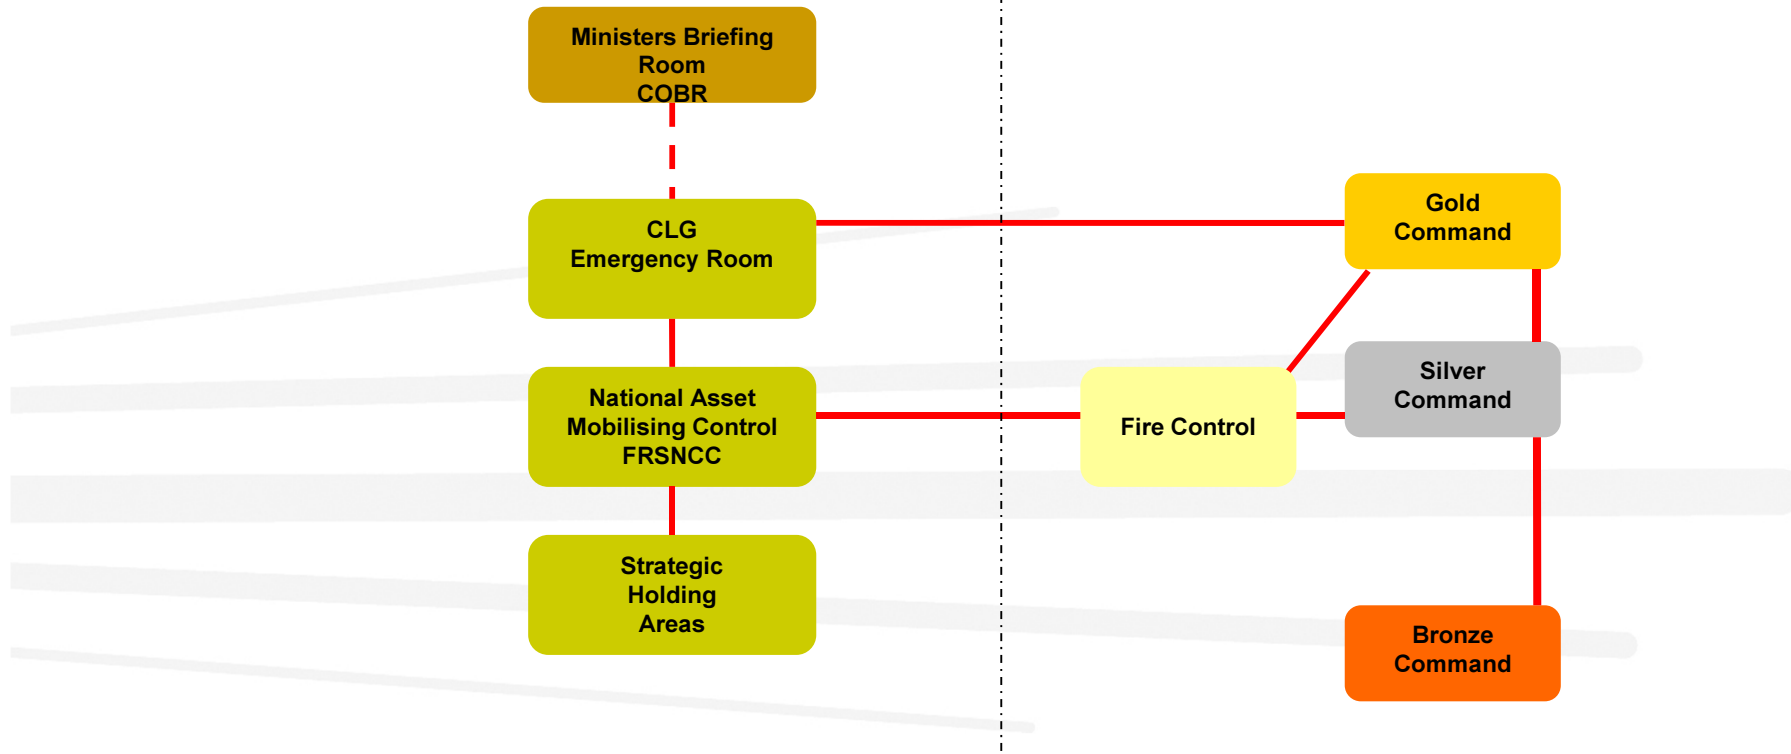 Ministers Briefing
Room
COBR
CLG
Emergency Room
Gold
Command
National Asset
Mobilising Control
FRSNCC
Fire Control
Silver
Command
Strategic
Holding
Areas
Bronze
Command